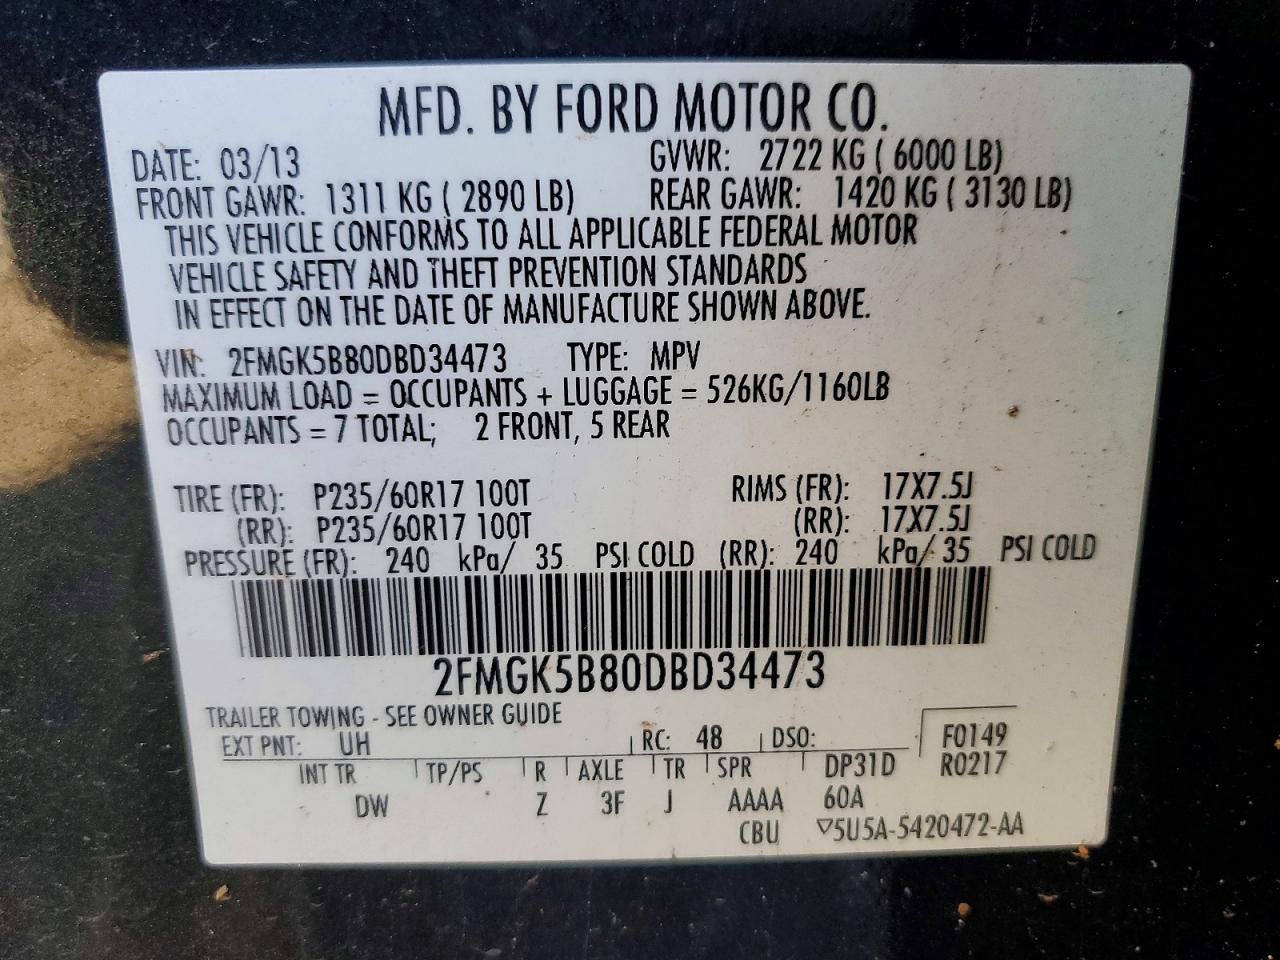 MFD. BY FORD MOTOR CO.
DATE: 03/13 GVWR: 2722 KG ( 6000 LB)
FRONT GAWR: 1311 KG ( 2890 LB) REAR GAWR: 1420 KG ( 3130 LB)
THIS VEHICLE CONFORMS TO ALL APPLICABLE FEDERAL MOTOR
VEHICLE SAFETY AND THEFT PREVENTION STANDARDS
IN EFFECT ON THE DATE OF MANUFACTURE SHOWN ABOVE.
VIN: 2FMGK5B80DBD34473 TYPE: MPV
MAXIMUM LOAD = OCCUPANTS + LUGGAGE = 526KG/1160LB
OCCUPANTS = 7 TOTAL; 2 FRONT, 5 REAR
TIRE (FR): P235/60R17 100T RIMS (FR): 17X7.5J
(RR): P235/60R17 100T (RR): 17X7.5J
PRESSURE (FR): 240 kPa/ 35 PSI COLD (RR): 240 kPa/ 35 PSI COLD
2FMGK5B80DBD34473
TRAILER TOWING - SEE OWNER GUIDE
EXT PNT: UH RC: 48 DSO: F0149
INT TR TP/PS R AXLE TR SPR DP31D R0217
DW Z 3F J AAAA 60A
CBU ▽5U5A-5420472-AA